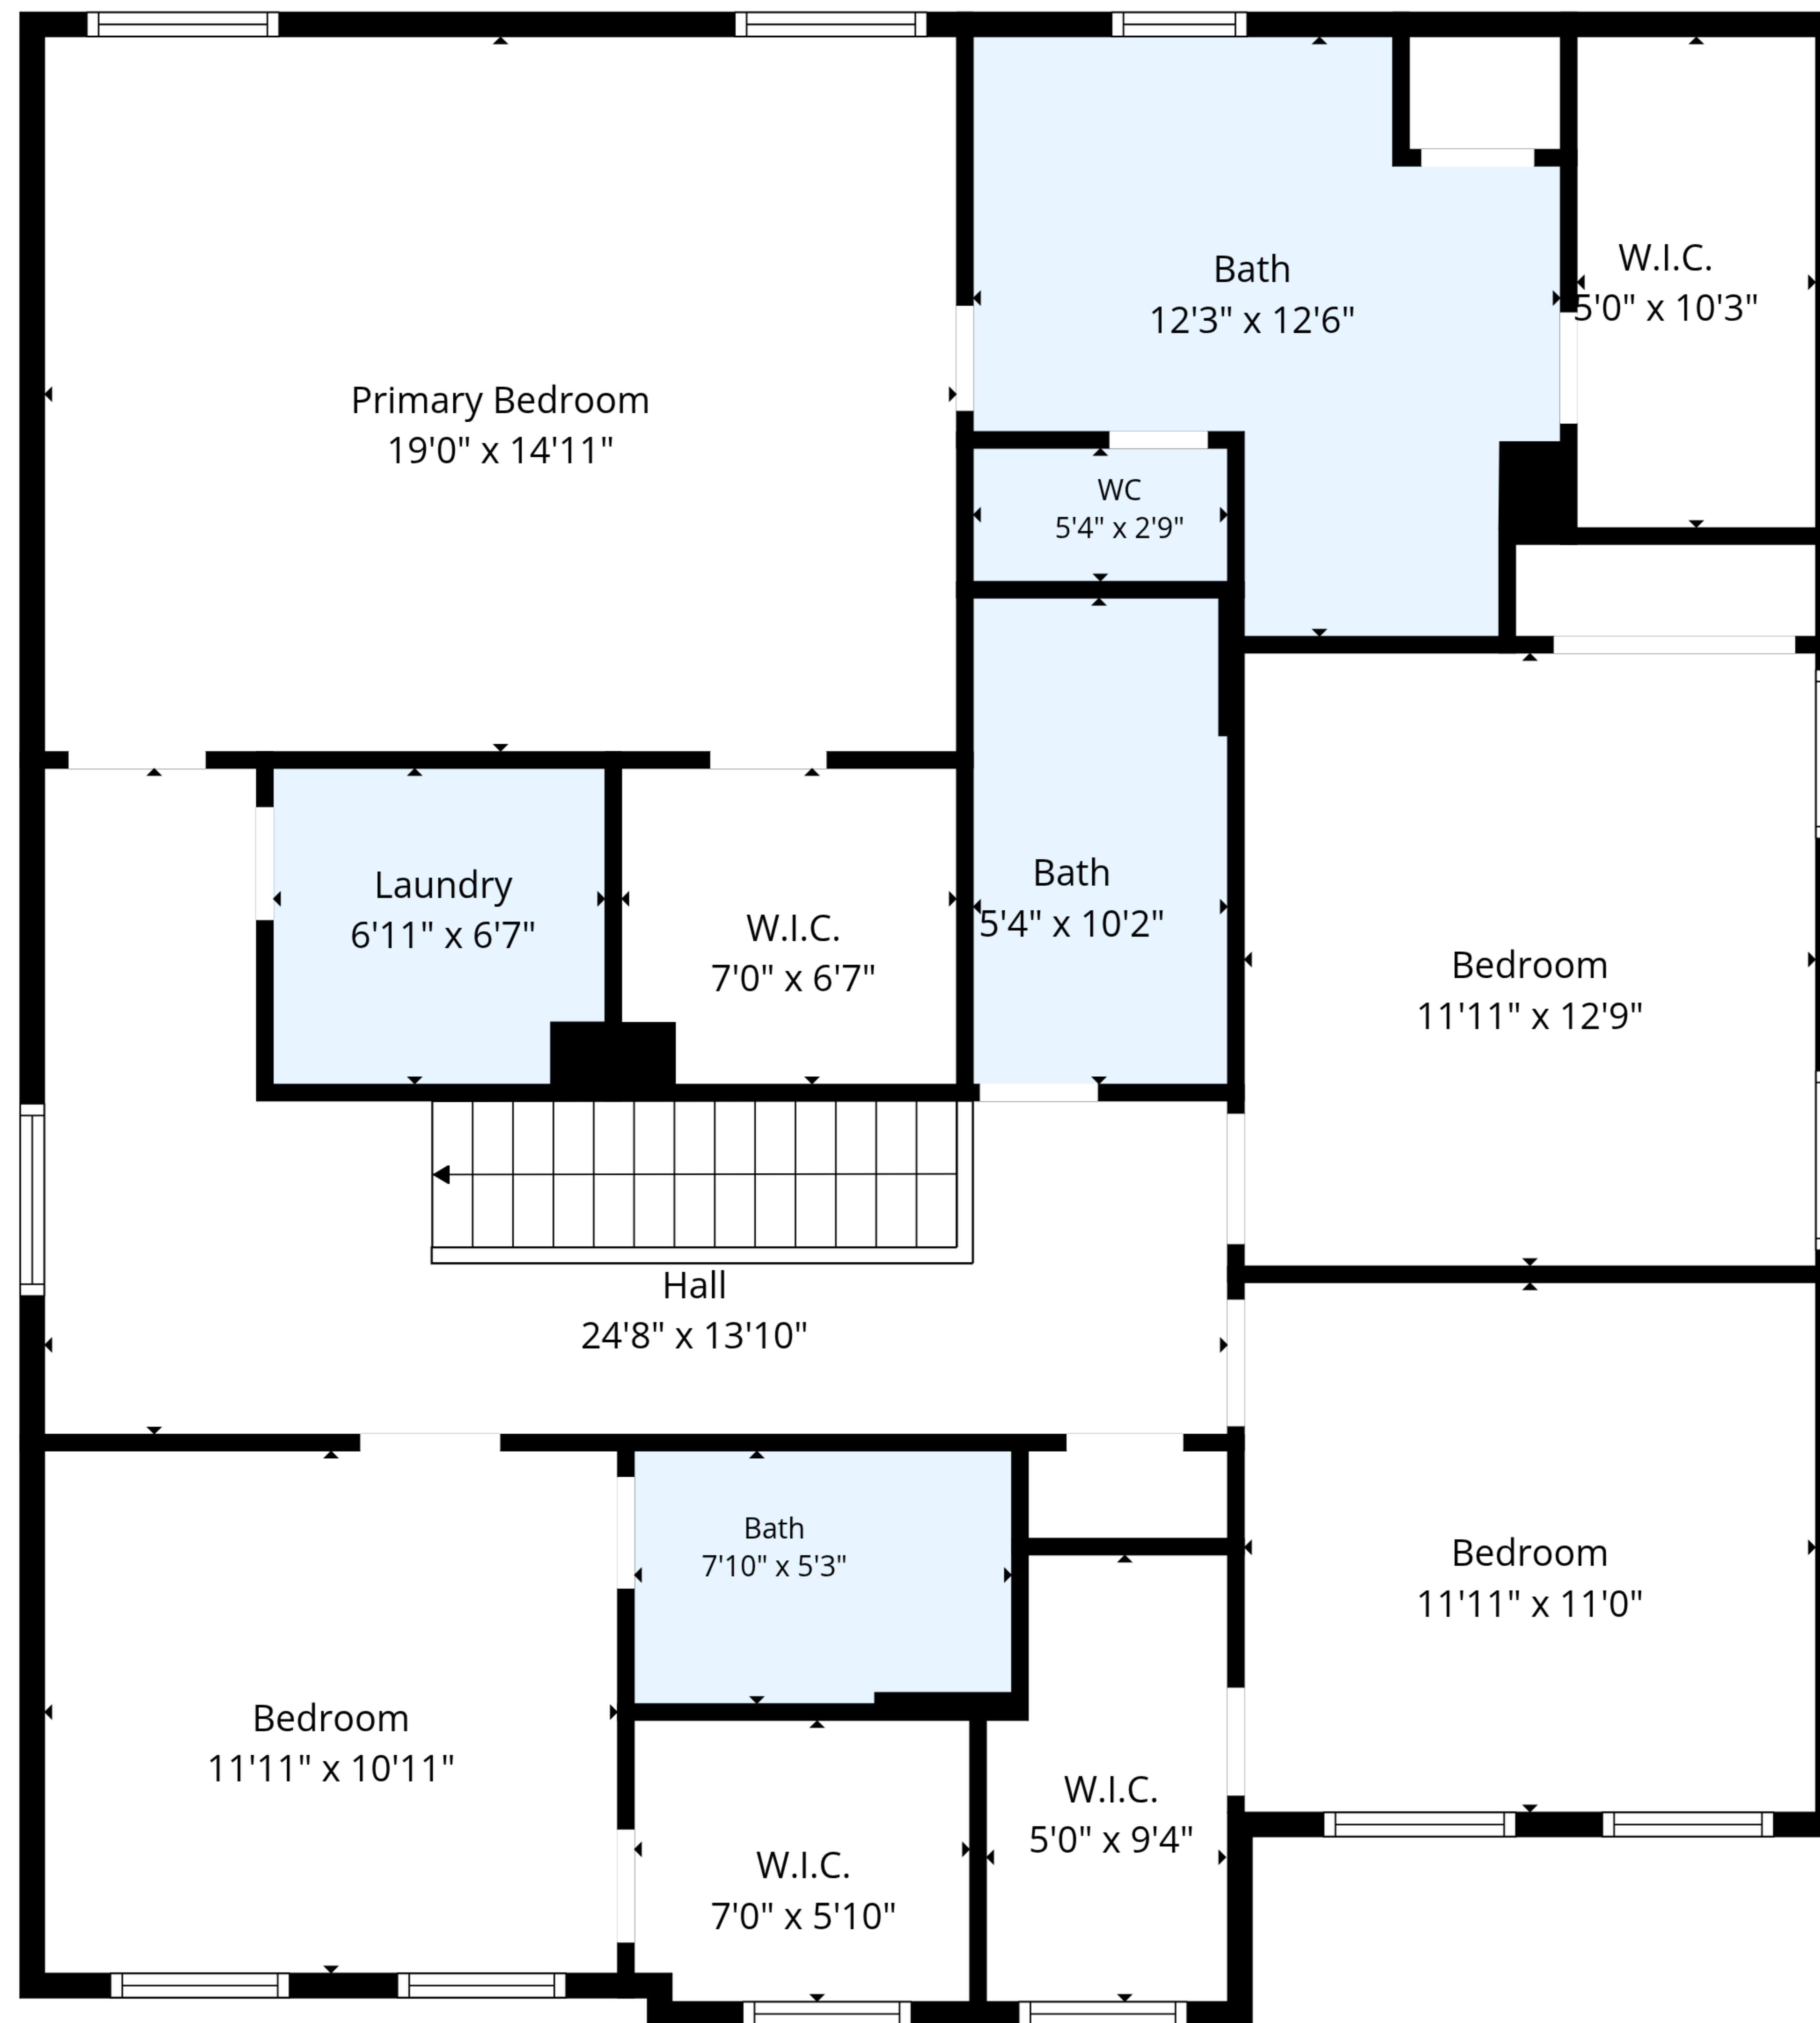 Bath
12'3" x 12'6"
W.I.C.
5'0" x 10'3"
Primary Bedroom
19'0" x 14'11"
WC
5'4" x 2'9"
Laundry
6'11" x 6'7"
W.I.C.
7'0" x 6'7"
Bath
5'4" x 10'2"
Bedroom
11'11" x 12'9"
Hall
24'8" x 13'10"
Bath
7'10" x 5'3"
Bedroom
11'11" x 11'0"
Bedroom
11'11" x 10'11"
W.I.C.
5'0" x 9'4"
W.I.C.
7'0" x 5'10"